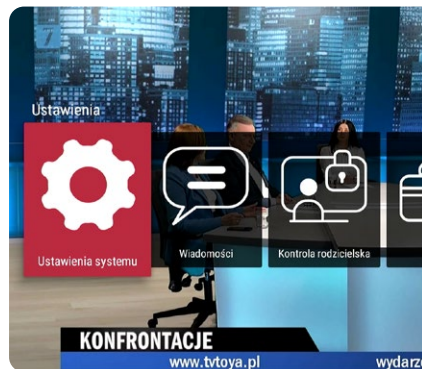 Ustawienia
Ustawienia systemu
Wiadomości
Kontrola rodzicielska
KONFRONTACJE
www.tvtoya.pl